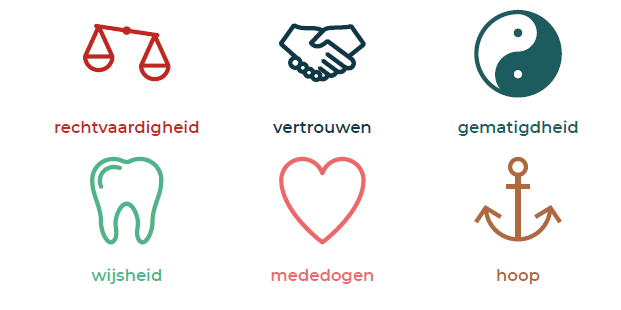 rechtvaardigheid
vertrouwen
gematigdheid
wijsheid
mededogen
hoop